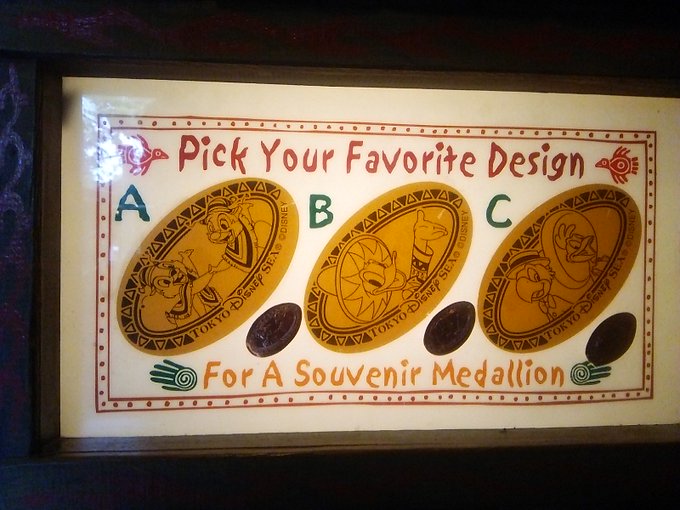 Pick Your Favorite Design
A B C
TOKYO DISNEY SEA® ©DISNEY
TOKYO DISNEY SEA® ©DISNEY
TOKYO DISNEY SEA® ©DISNEY
For A Souvenir Medallion